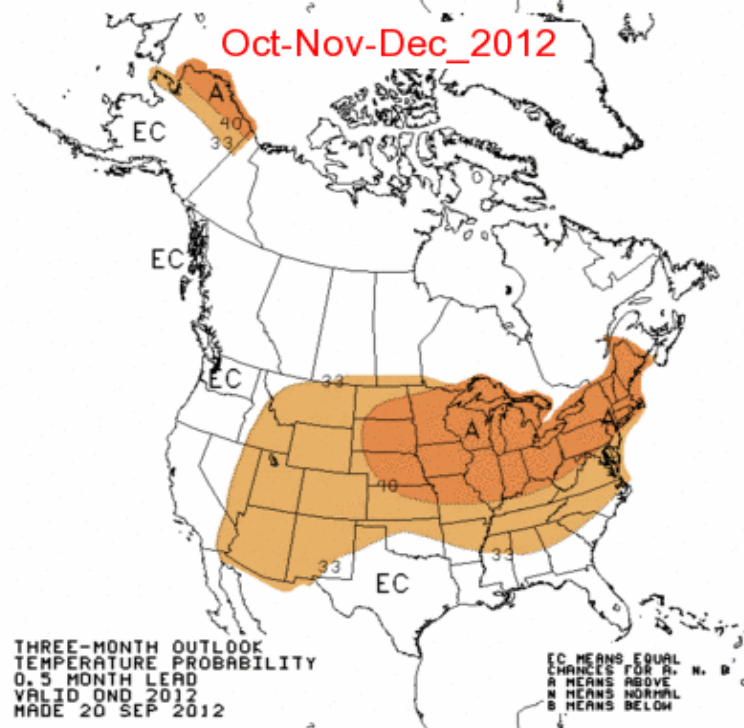 Oct-Nov-Dec_2012
A
EC
40
33
EC
EC
33
A
A
40
33
33
EC
THREE-MONTH OUTLOOK
TEMPERATURE PROBABILITY
0.5 MONTH LEAD
VALID OND 2012
MADE 20 SEP 2012
EC MEANS EQUAL
CHANCES FOR A, N, B
A MEANS ABOVE
N MEANS NORMAL
B MEANS BELOW